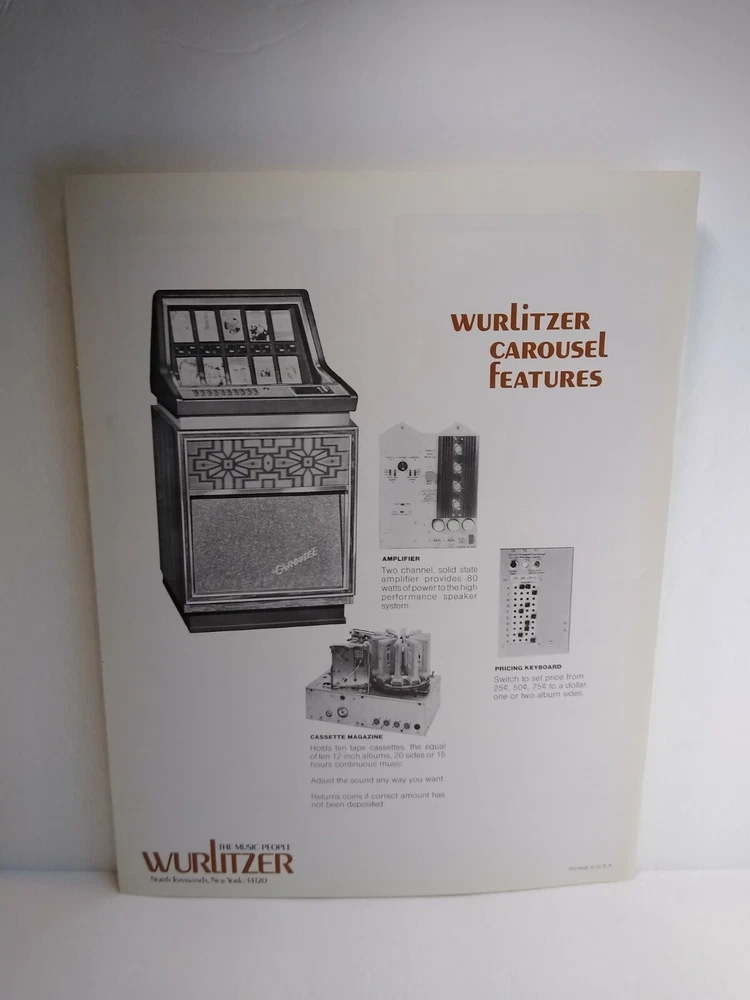 WURLITZER
CAROUSEL
FEATURES
CAROUSEL
AMPLIFIER
Two channel, solid state
amplifier provides 80
watts of power to the high
performance speaker
system.
PRICING KEYBOARD
Switch to set price from
25¢, 50¢, 75¢ to a dollar
one or two album sides.
CASSETTE MAGAZINE
Holds ten tape cassettes, the equal
of ten 12-inch albums, 20 sides or 15
hours continuous music.
Adjust the sound any way you want
Returns coins if correct amount has
not been deposited.
THE MUSIC PEOPLE
WURLITZER
North Tonawanda, New York/14120
Printed in U.S.A.